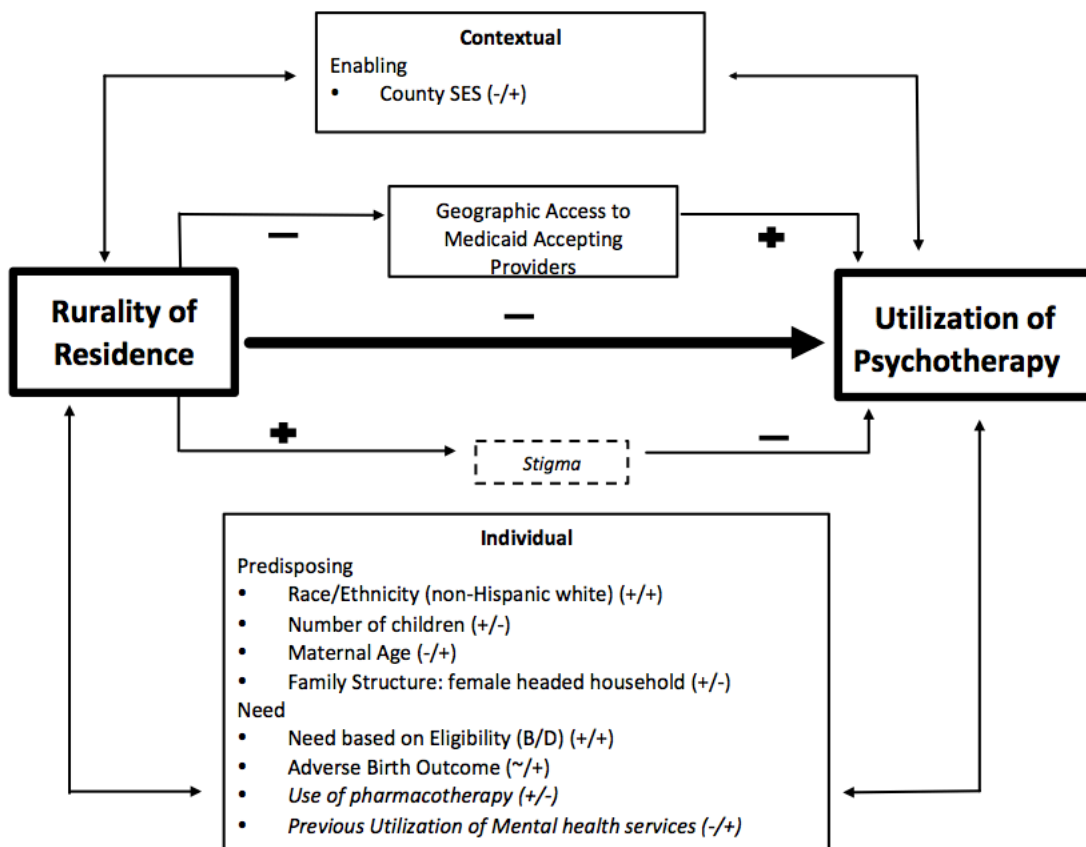 Contextual
Enabling
• County SES (-/+)
Geographic Access to
Medicaid Accepting
Providers
−
+
Rurality of
Residence
−
Utilization of
Psychotherapy
+
−
Stigma
Individual
Predisposing
• Race/Ethnicity (non-Hispanic white) (+/+)
• Number of children (+/-)
• Maternal Age (-/+)
• Family Structure: female headed household (+/-)
Need
• Need based on Eligibility (B/D) (+/+)
• Adverse Birth Outcome (~/+)
• Use of pharmacotherapy (+/-)
• Previous Utilization of Mental health services (-/+)